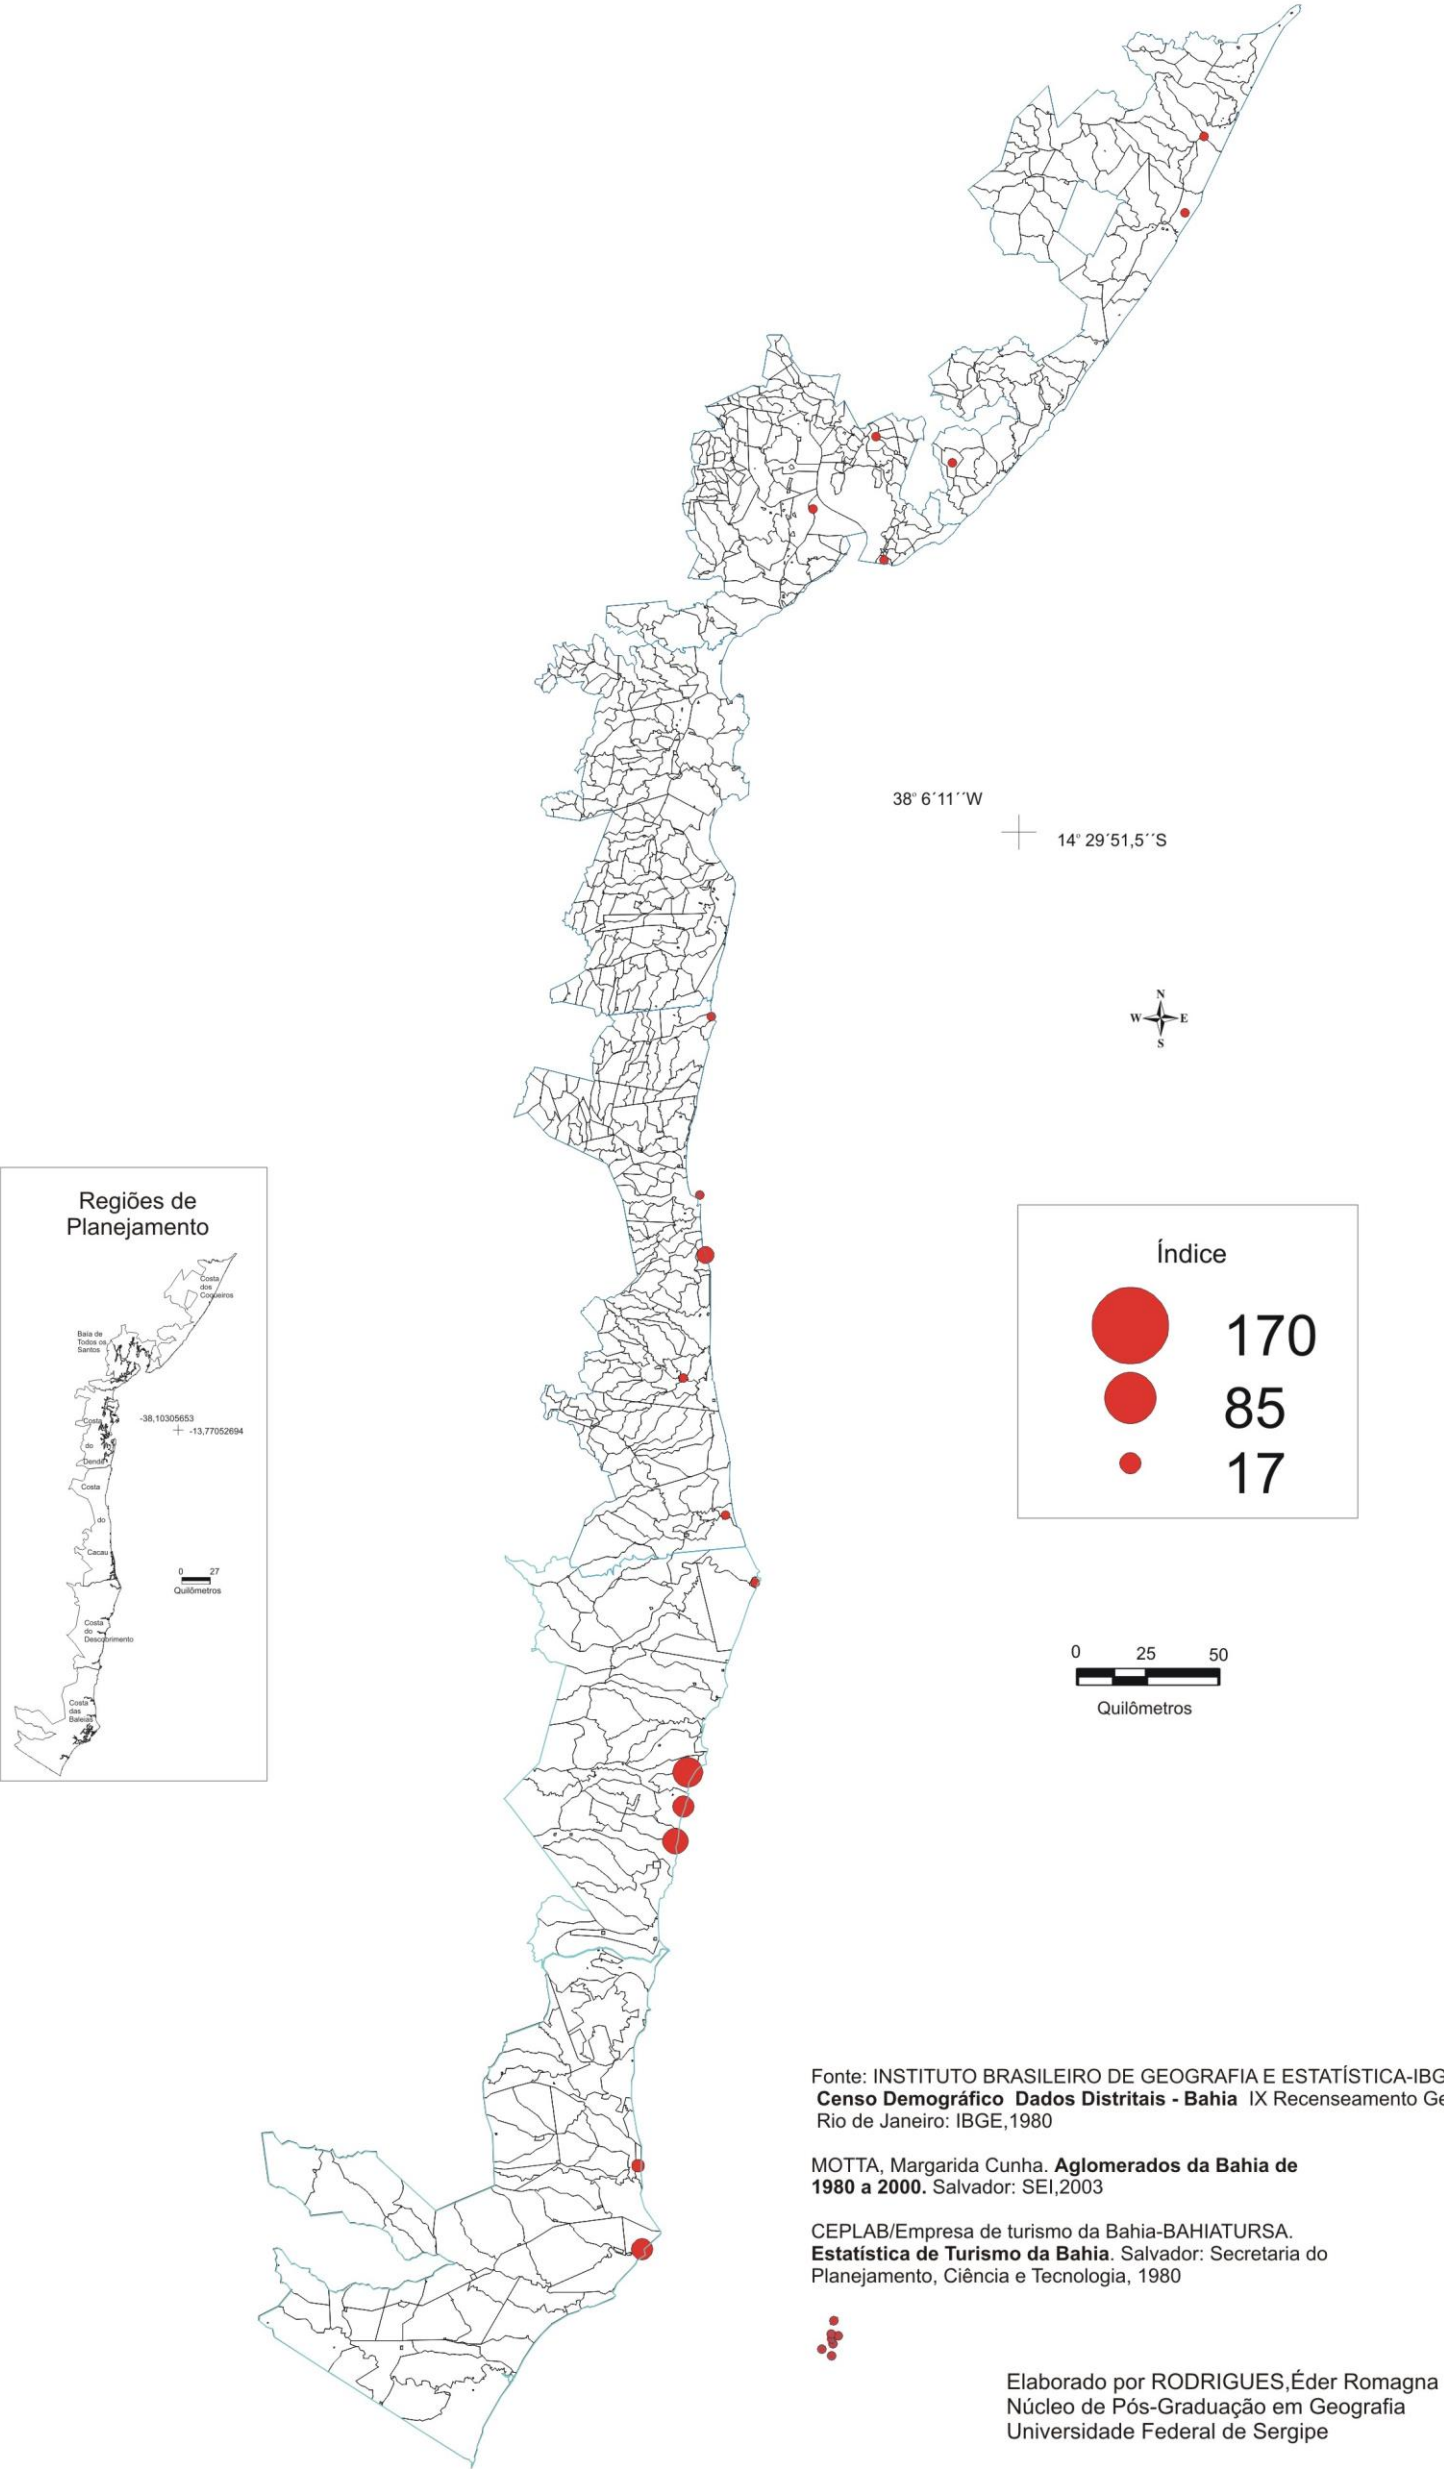 38° 6´11´´W
14° 29´51,5´´S
N
W E
S
Regiões de
Planejamento
Costa
dos
Coqueiros
Baía de
Todos os
Santos
-38,10305653
-13,77052694
Costa
do
Dendê
Costa
do
Cacau
0 27
Quilômetros
Costa
do
Descobrimento
Costa
das
Baleias
Índice
170
85
17
0 25 50
Quilômetros
Fonte: INSTITUTO BRASILEIRO DE GEOGRAFIA E ESTATÍSTICA-IBG
Censo Demográfico Dados Distritais - Bahia IX Recenseamento Ge
Rio de Janeiro: IBGE,1980
MOTTA, Margarida Cunha. Aglomerados da Bahia de
1980 a 2000. Salvador: SEI,2003
CEPLAB/Empresa de turismo da Bahia-BAHIATURSA.
Estatística de Turismo da Bahia. Salvador: Secretaria do
Planejamento, Ciência e Tecnologia, 1980
Elaborado por RODRIGUES,Éder Romagna
Núcleo de Pós-Graduação em Geografia
Universidade Federal de Sergipe